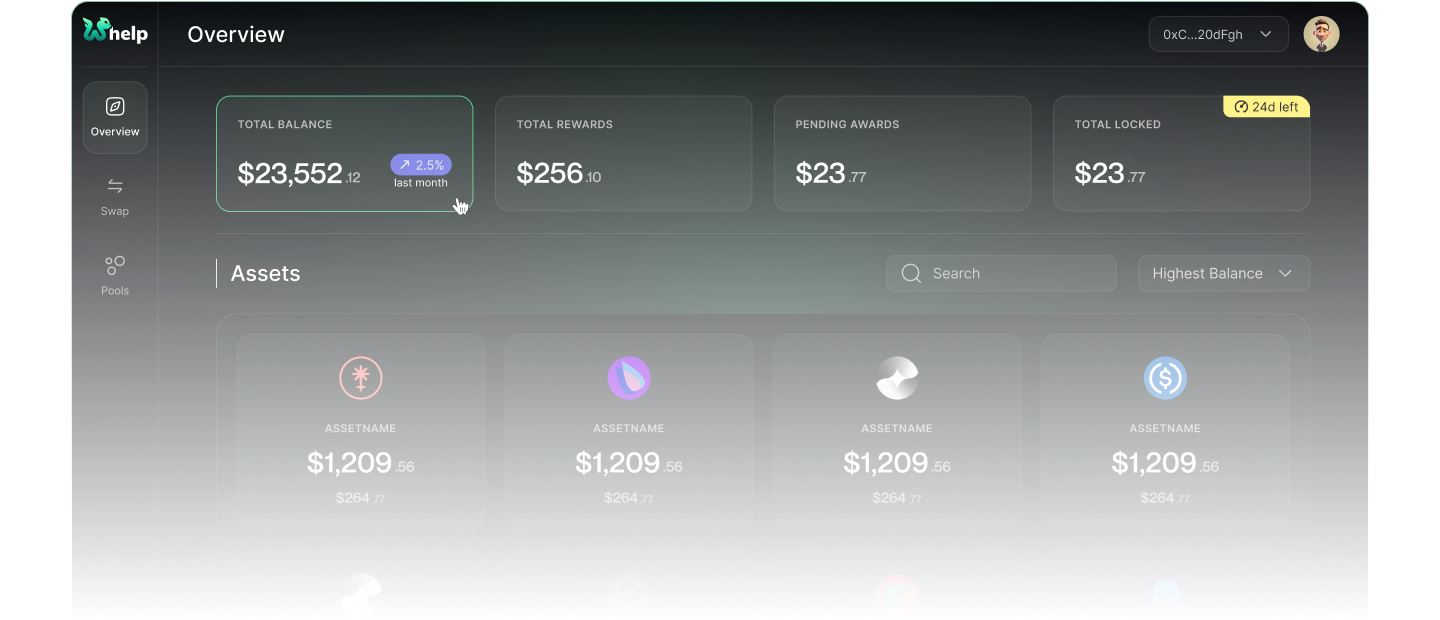 Whelp
Overview
0xC...20dFgh
Overview
Swap
Pools
TOTAL BALANCE
$23,552.12
2.5%
last month
TOTAL REWARDS
$256.10
PENDING AWARDS
$23.77
24d left
TOTAL LOCKED
$23.77
Assets
Search
Highest Balance
ASSETNAME
$1,209.56
$264.77
ASSETNAME
$1,209.56
$264.77
ASSETNAME
$1,209.56
$264.77
ASSETNAME
$1,209.56
$264.77